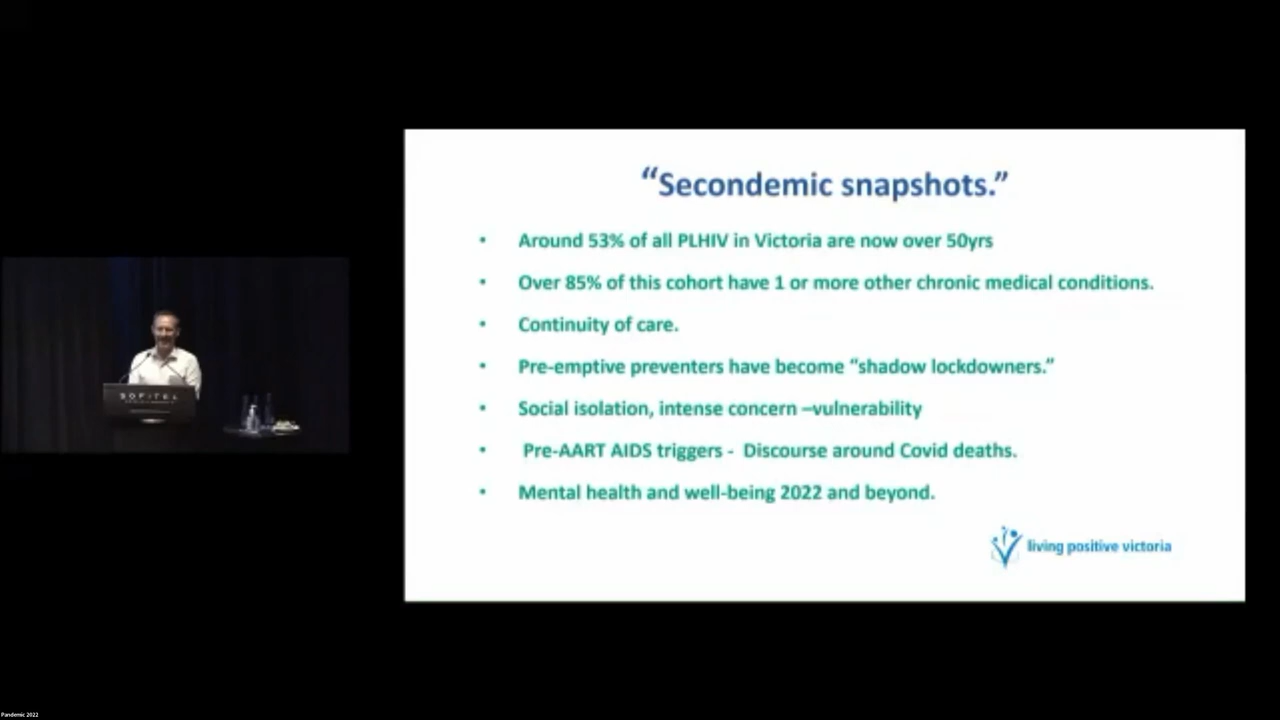 “Secondemic snapshots.”
• Around 53% of all PLHIV in Victoria are now over 50yrs
• Over 85% of this cohort have 1 or more other chronic medical conditions.
• Continuity of care.
• Pre-emptive preventers have become “shadow lockdowners.”
• Social isolation, intense concern –vulnerability
• Pre-AART AIDS triggers - Discourse around Covid deaths.
• Mental health and well-being 2022 and beyond.
living positive victoria
SOFITEL
Pandemic 2022